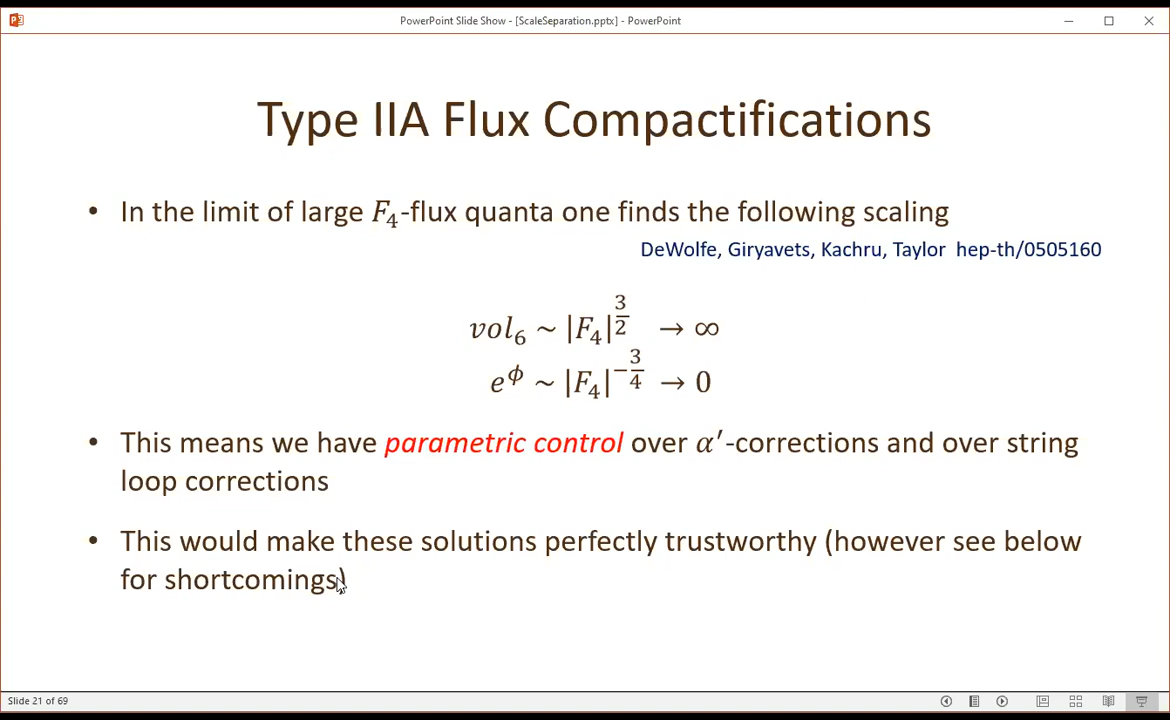 PowerPoint Slide Show - [ScaleSeparation.pptx] - PowerPoint
Type IIA Flux Compactifications
• In the limit of large F₄-flux quanta one finds the following scaling
DeWolfe, Giryavets, Kachru, Taylor hep-th/0505160
vol₆ ~ |F₄|^(3/2) → ∞
e^ϕ ~ |F₄|^(-3/4) → 0
• This means we have parametric control over α′-corrections and over string
loop corrections
• This would make these solutions perfectly trustworthy (however see below
for shortcomings)
Slide 21 of 69